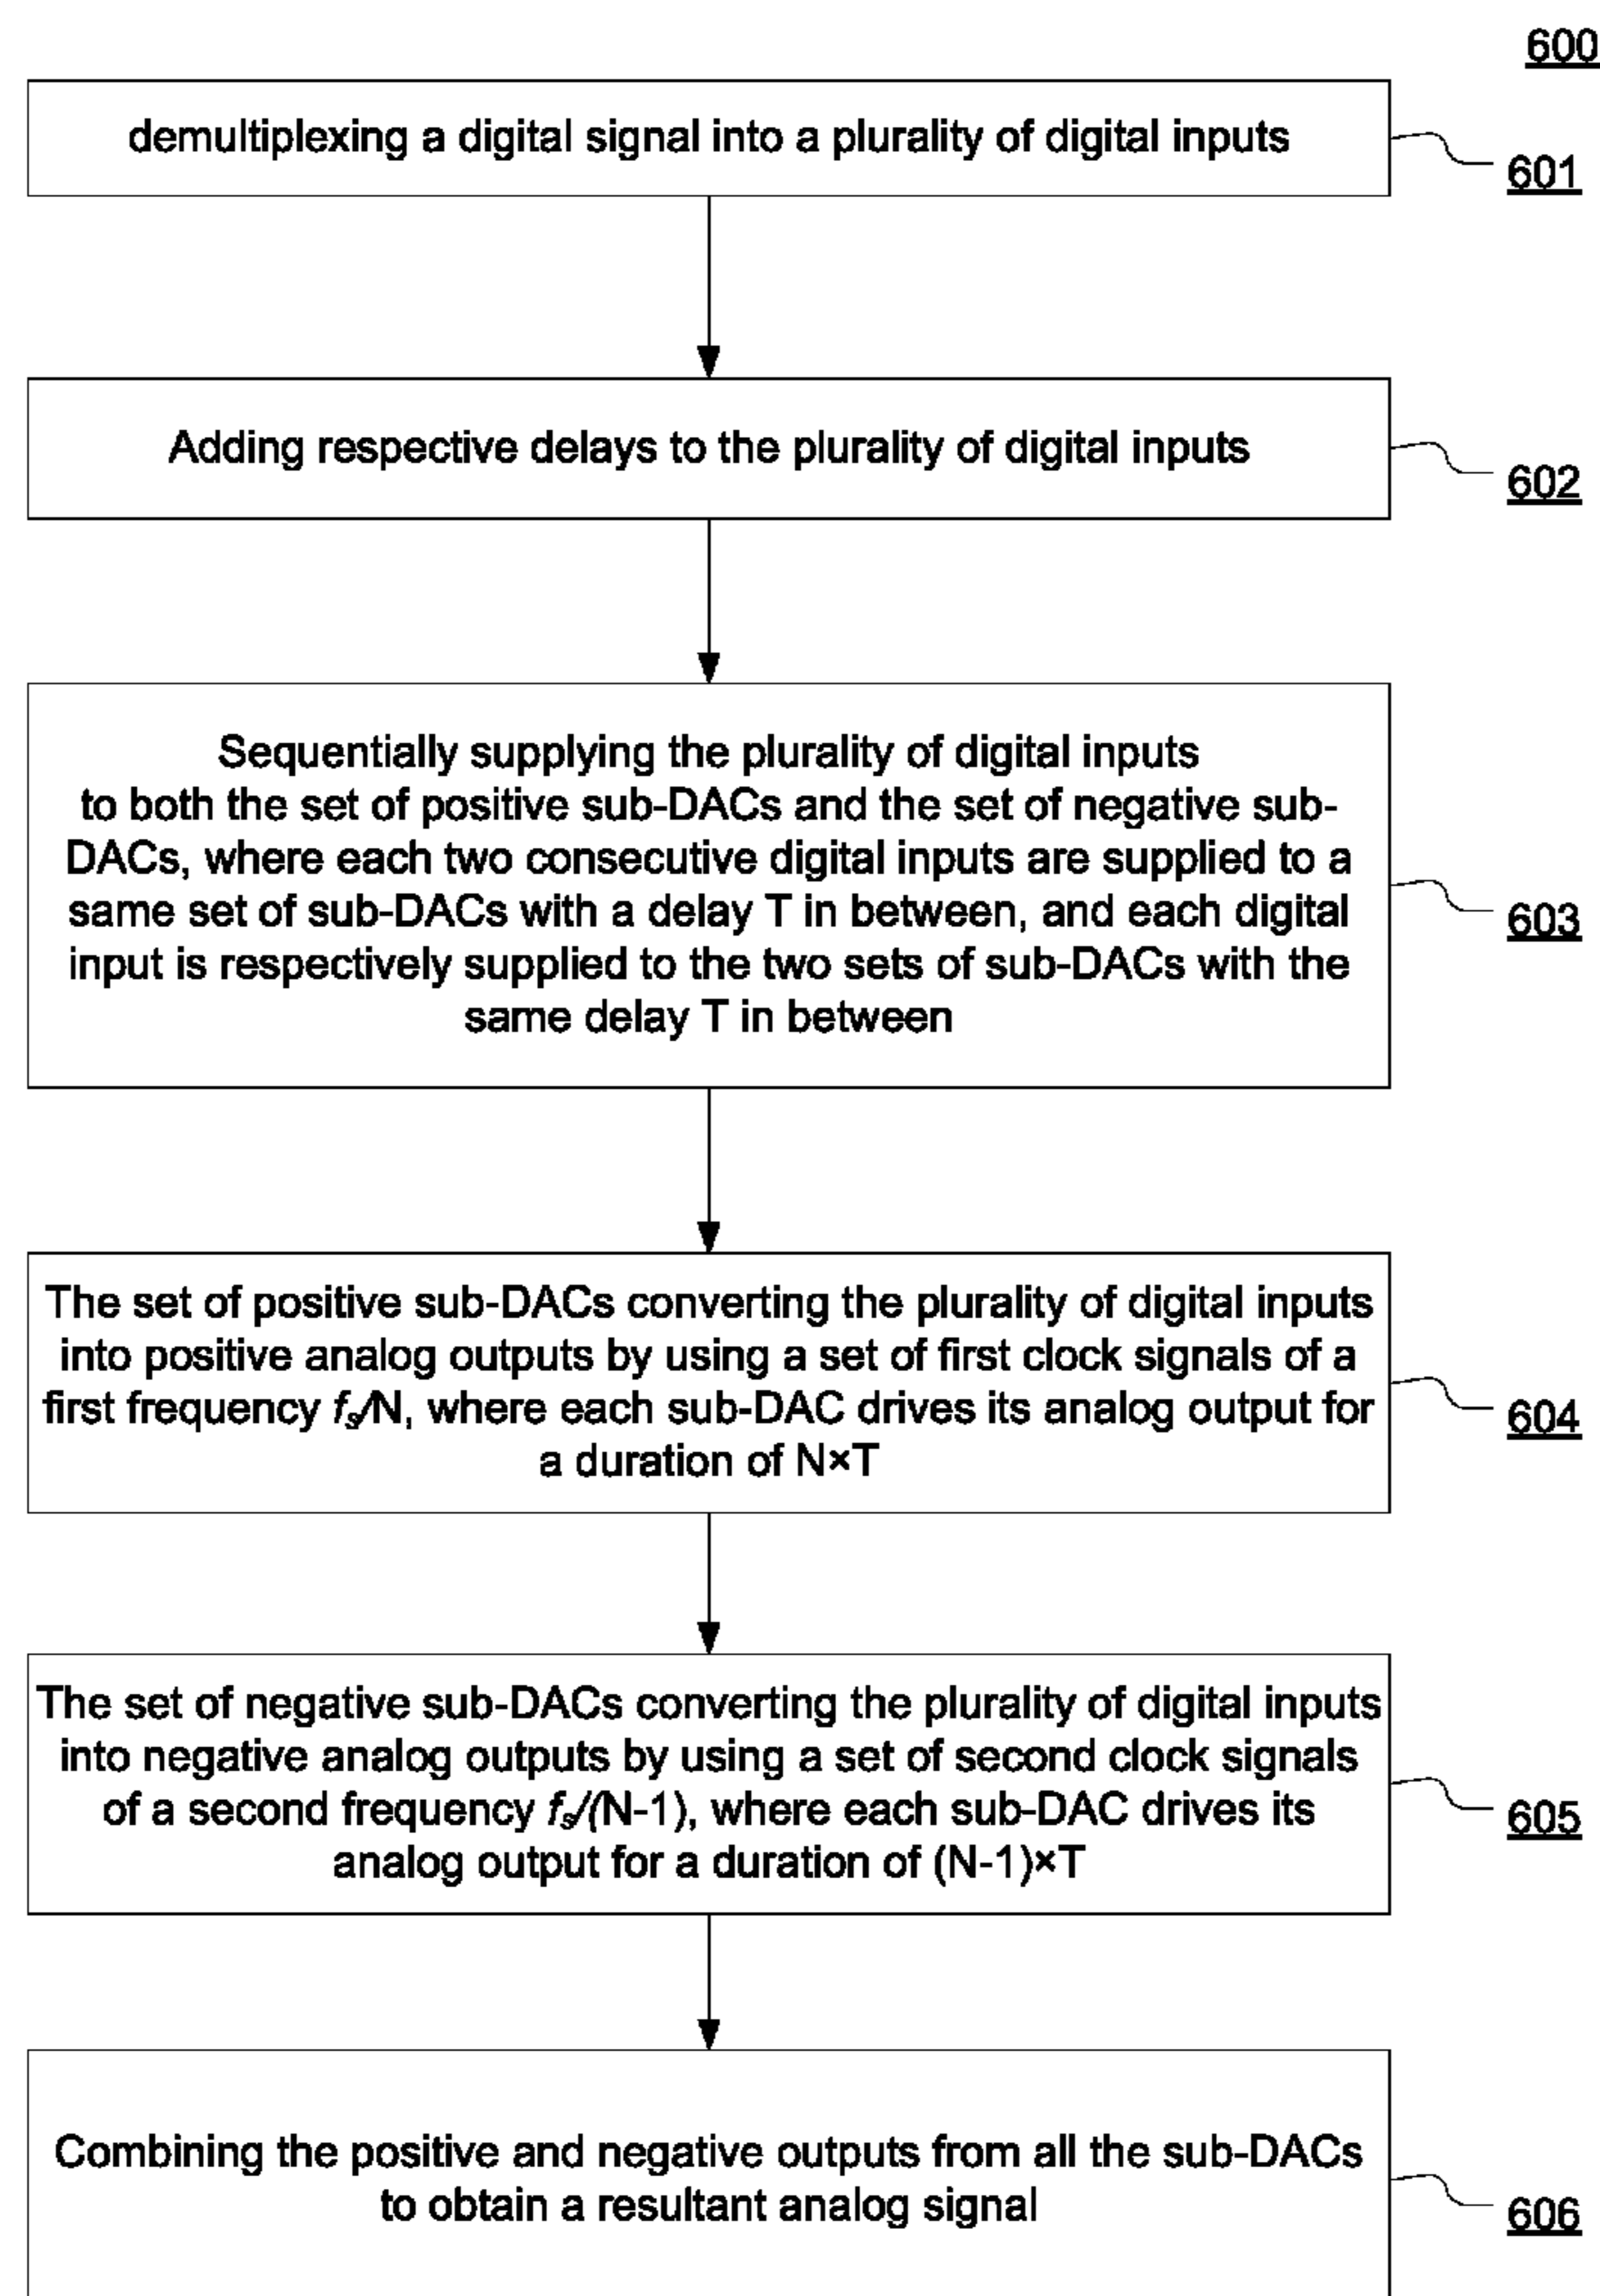 600
demultiplexing a digital signal into a plurality of digital inputs
601
Adding respective delays to the plurality of digital inputs
602
Sequentially supplying the plurality of digital inputs
to both the set of positive sub-DACs and the set of negative sub-
DACs, where each two consecutive digital inputs are supplied to a
same set of sub-DACs with a delay T in between, and each digital
input is respectively supplied to the two sets of sub-DACs with the
same delay T in between
603
The set of positive sub-DACs converting the plurality of digital inputs
into positive analog outputs by using a set of first clock signals of a
first frequency fs/N, where each sub-DAC drives its analog output for
a duration of N×T
604
The set of negative sub-DACs converting the plurality of digital inputs
into negative analog outputs by using a set of second clock signals
of a second frequency fs/(N-1), where each sub-DAC drives its
analog output for a duration of (N-1)×T
605
Combining the positive and negative outputs from all the sub-DACs
to obtain a resultant analog signal
606